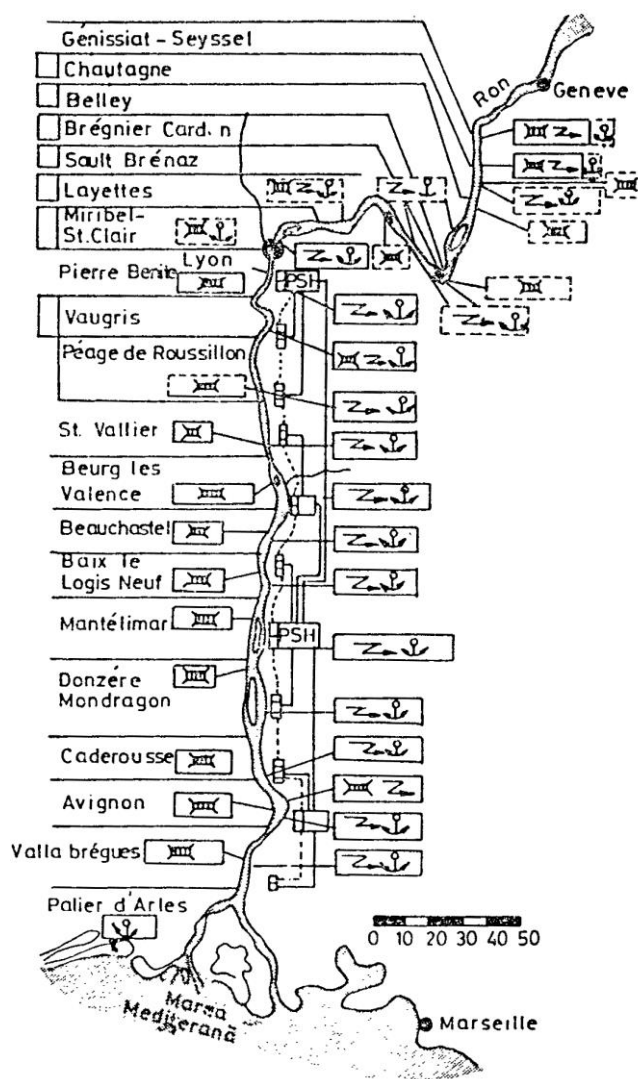 Génissiat-Seyssel
Chautagne
Belley
Brégnier Card.n
Sault Brénaz
Layettes
Miribel-
St.Clair
Pierre Benite
Lyon
Ron
Geneve
PSH
Vaugris
Péage de Roussillon
St. Vallier
Beurg les
Valence
Beauchastel
Baix le
Logis Neuf
Mantélimar
PSH
Donzére
Mondragon
Caderousse
Avignon
Valla brégues
Palier d'Arles
0 10 20 30 40 50
Marea
Mediterană
Marseille